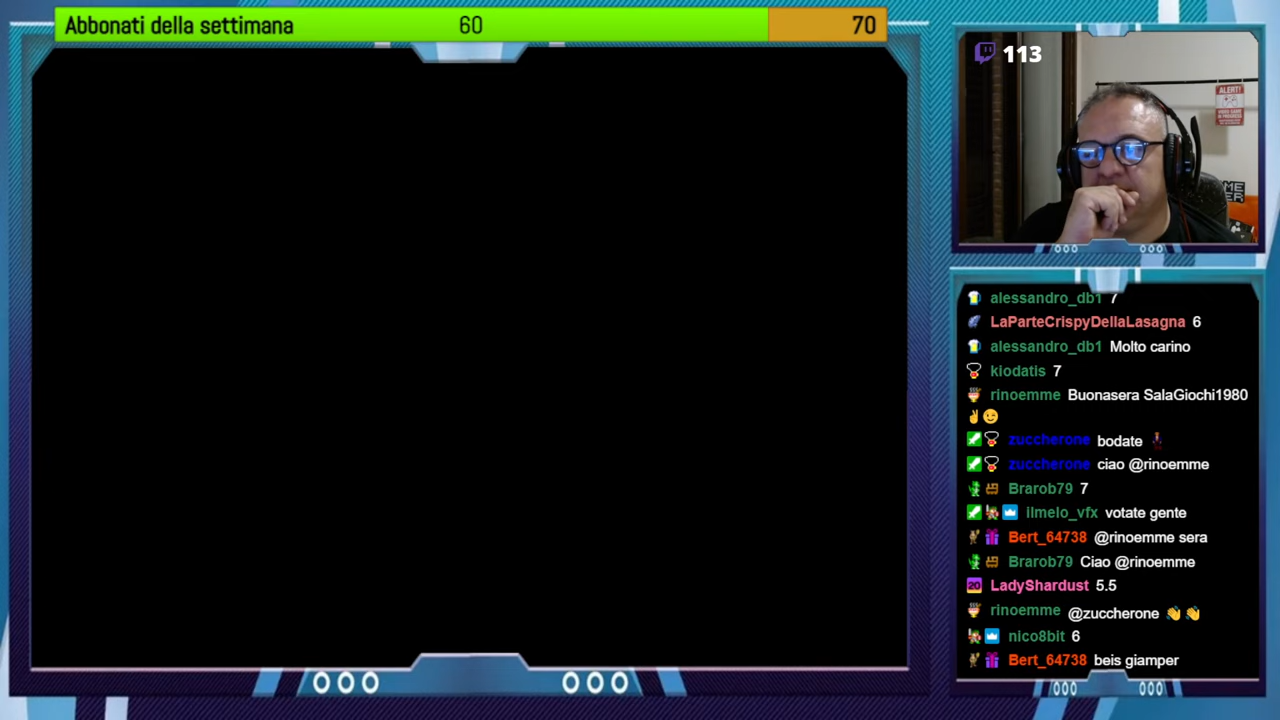 Abbonati della settimana 60 70
113
ALERT!
alessandro_db1 7
LaParteCrispyDellaLasagna 6
alessandro_db1 Molto carino
kiodatis 7
rinoemme Buonasera SalaGiochi1980
✌😉
zuccherone bodate
zuccherone ciao @rinoemme
Brarob79 7
ilmelo_vfx votate gente
Bert_64738 @rinoemme sera
Brarob79 Ciao @rinoemme
20 LadyShardust 5.5
rinoemme @zuccherone 👋👋
nico8bit 6
Bert_64738 beis giamper